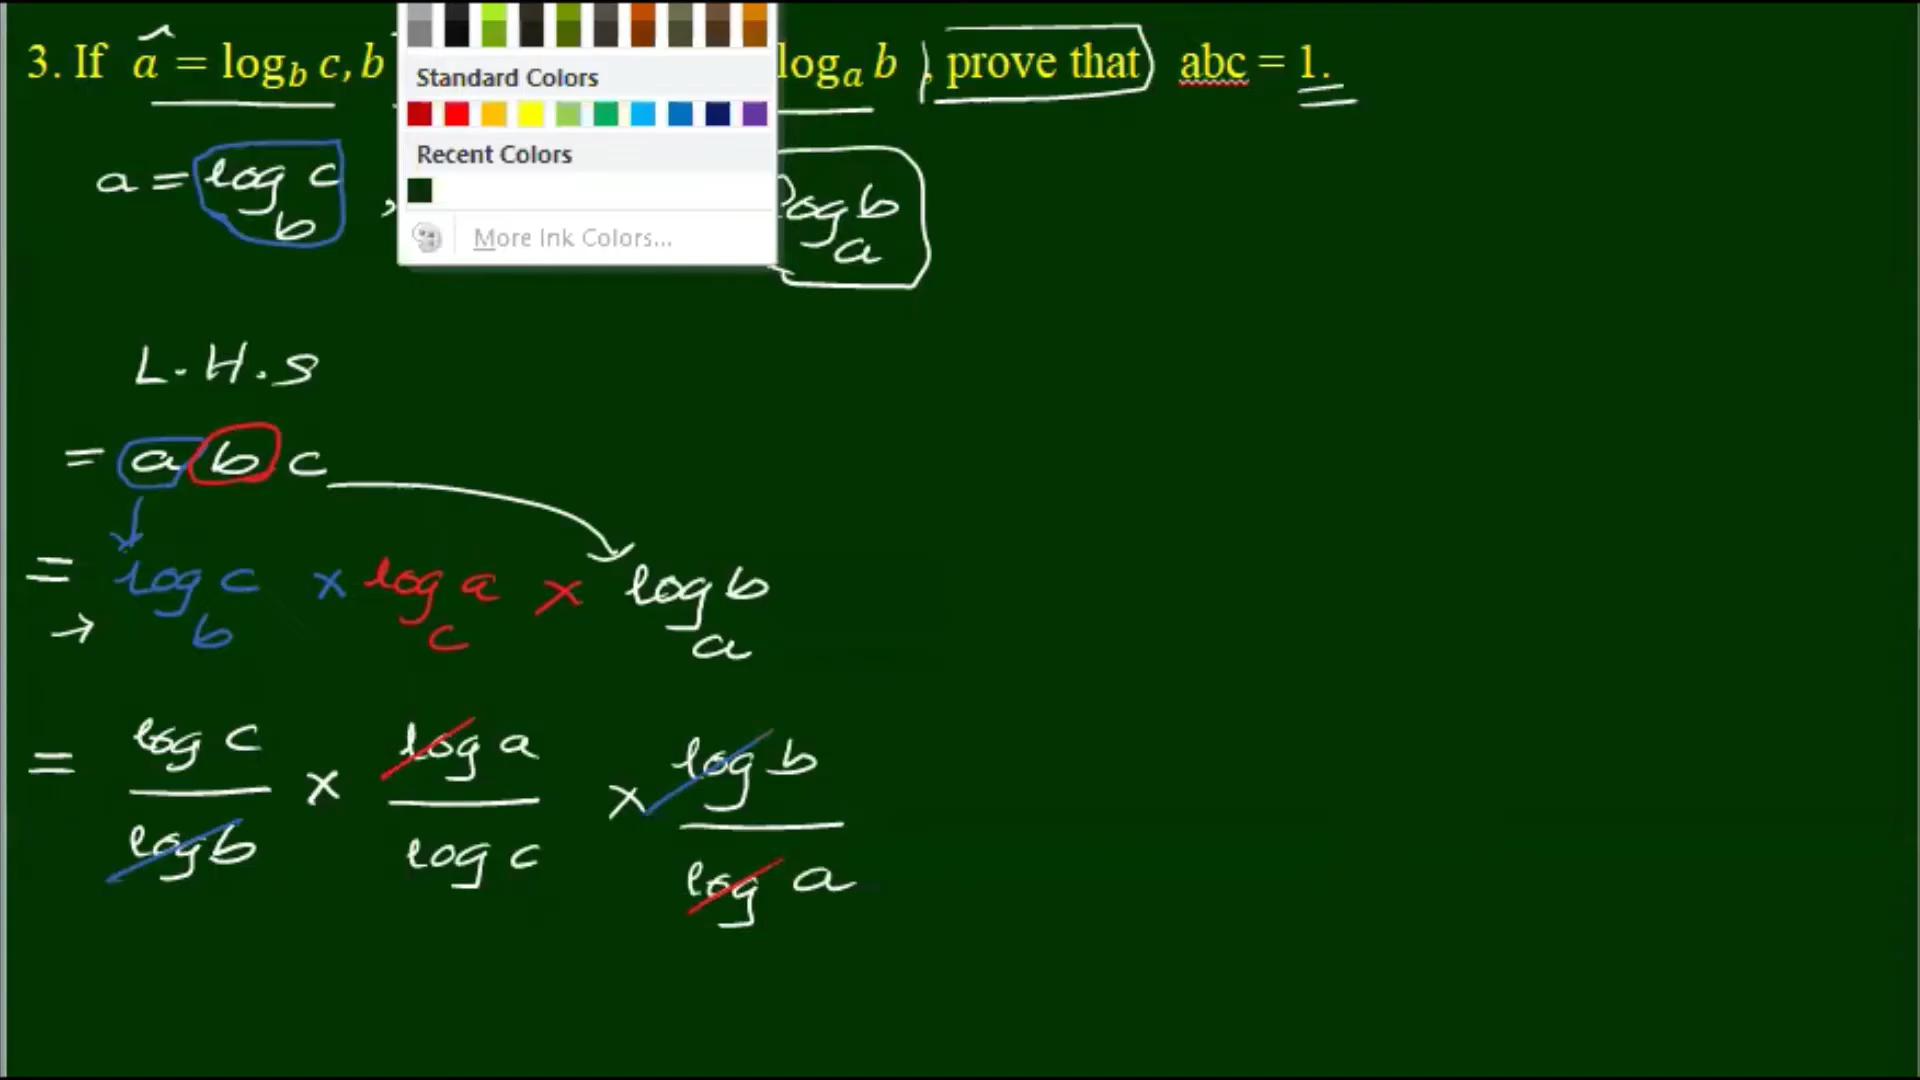 3. If a = log_b c, b log_a b, prove that abc = 1.
Standard Colors
Recent Colors
More Ink Colors...
a = log_b c , log_a b
L.H.S
= a b c
= log_b c × log_c a × log_a b
→
= log c / log b × log a / log c × log b / log a